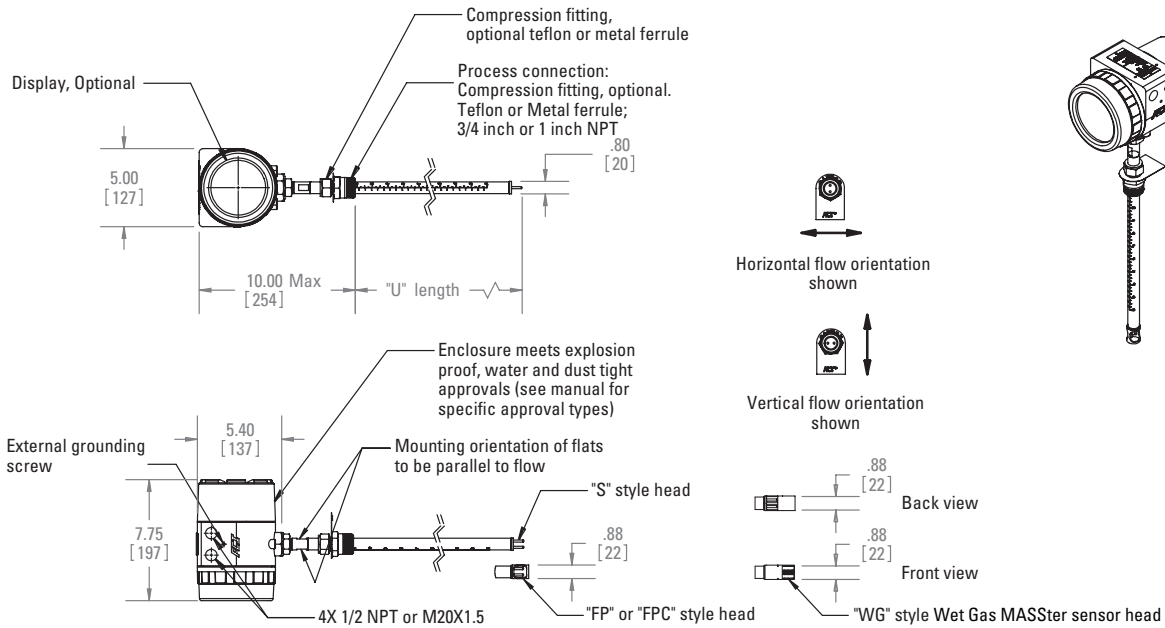 Compression fitting,
optional teflon or metal ferrule
Display, Optional
Process connection:
Compression fitting, optional.
Teflon or Metal ferrule;
3/4 inch or 1 inch NPT
.80
[20]
5.00
[127]
10.00 Max
[254]
"U" length
Horizontal flow orientation
shown
Vertical flow orientation
shown
Enclosure meets explosion
proof, water and dust tight
approvals (see manual for
specific approval types)
External grounding
screw
5.40
[137]
Mounting orientation of flats
to be parallel to flow
"S" style head
7.75
[197]
.88
[22]
.88
[22]
Back view
.88
[22]
Front view
4X 1/2 NPT or M20X1.5
"FP" or "FPC" style head
"WG" style Wet Gas MASSter sensor head